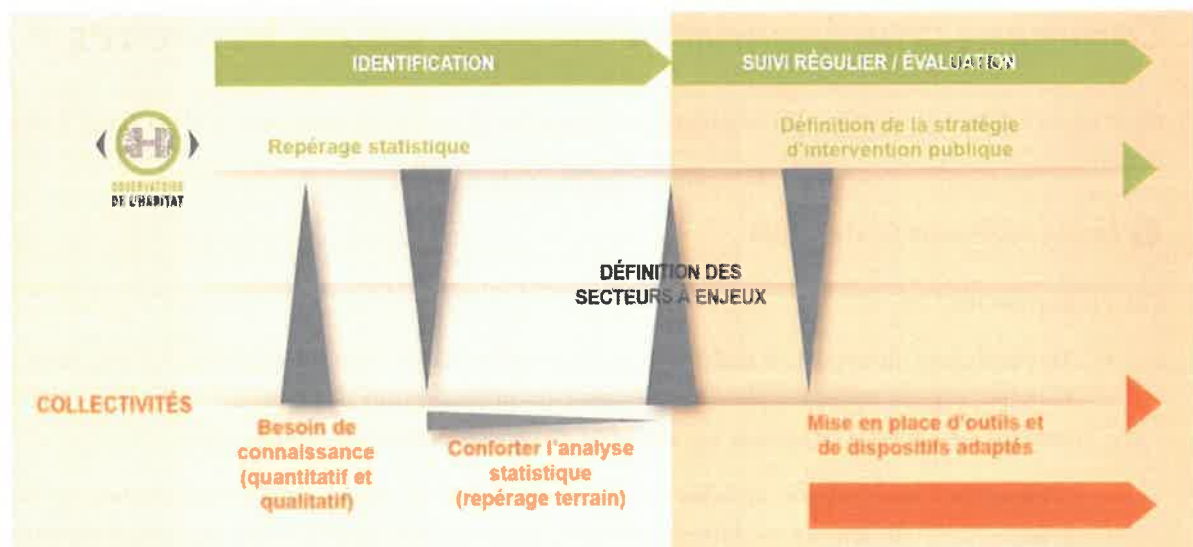 IDENTIFICATION
SUIVI RÉGULIER / ÉVALUATION
Repérage statistique
Définition de la stratégie
d'intervention publique
OBSERVATOIRE
DE L'HABITAT
DÉFINITION DES
SECTEURS À ENJEUX
COLLECTIVITÉS
Besoin de
connaissance
(quantitatif et
qualitatif)
Conforter l'analyse
statistique
(repérage terrain)
Mise en place d'outils et
de dispositifs adaptés